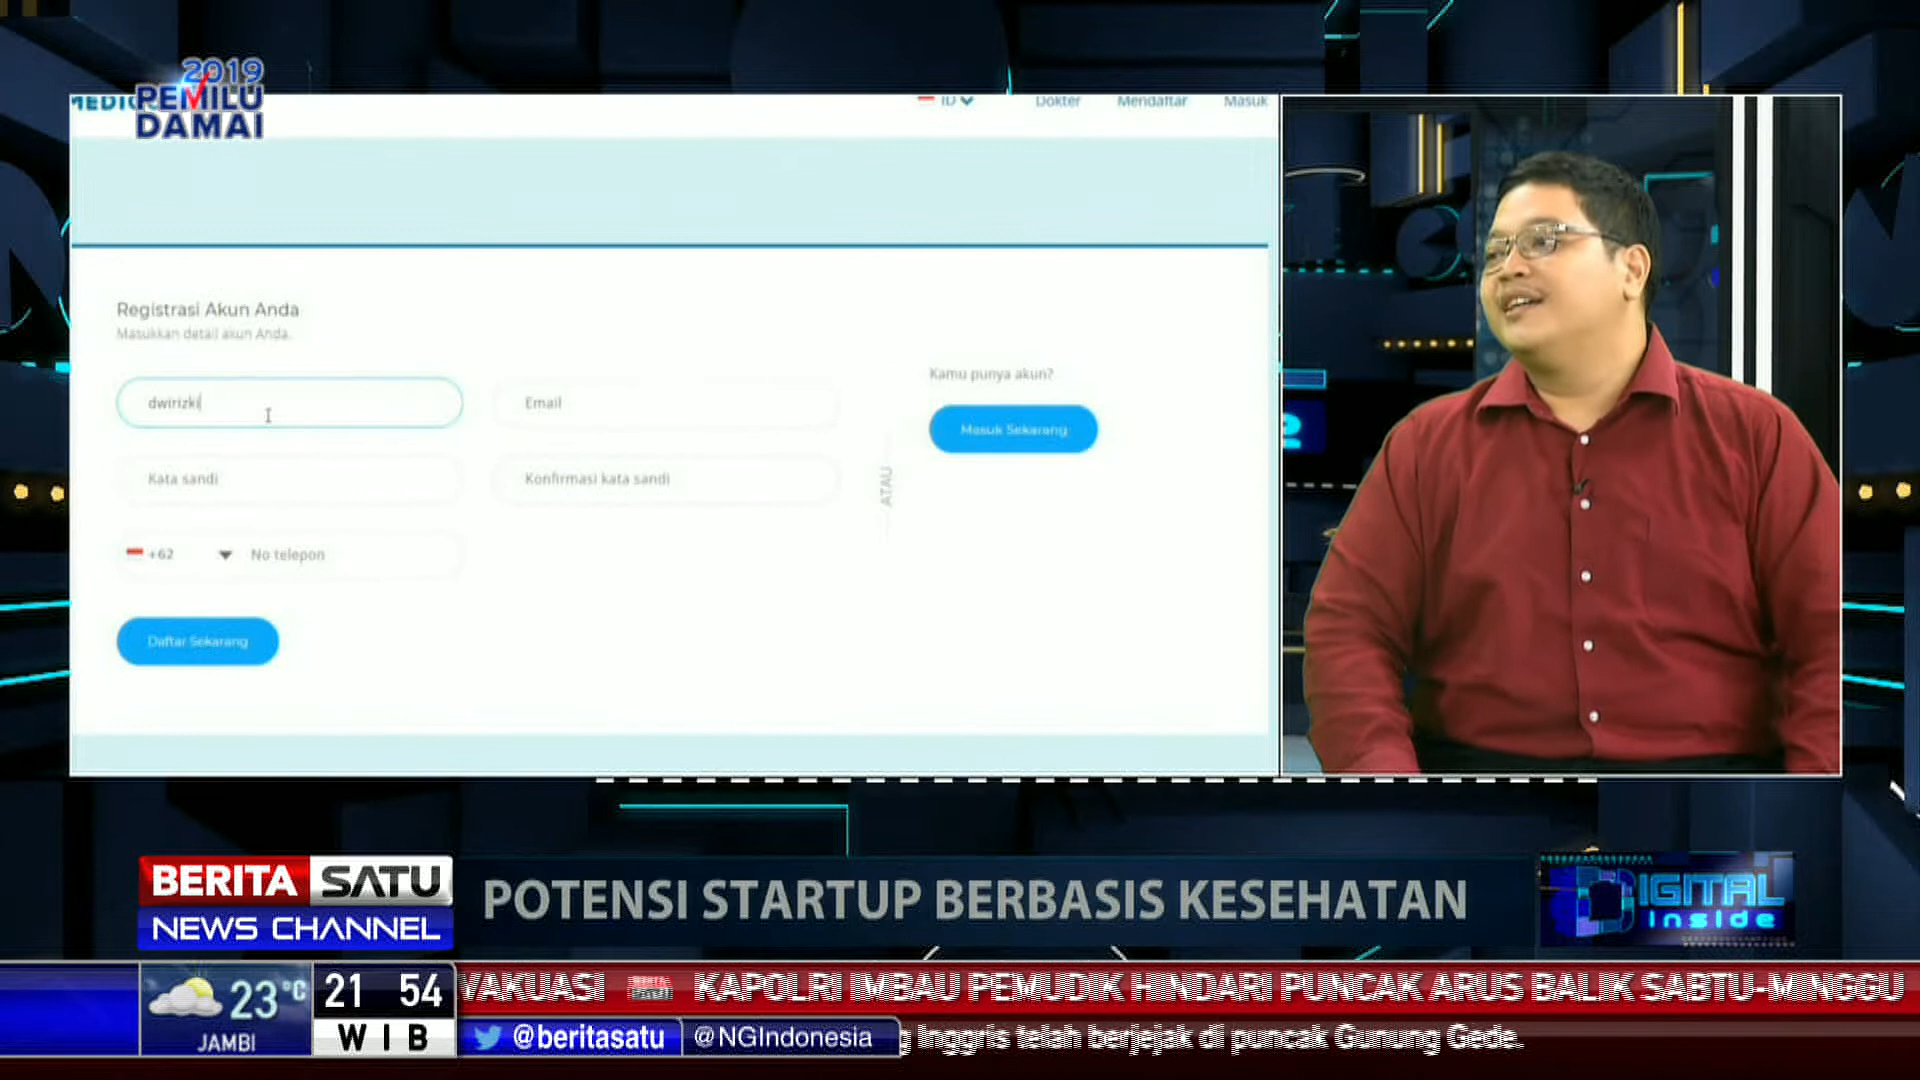 2019
PEMILU
DAMAI
ID
Dokter
Mendaftar
Masuk
Registrasi Akun Anda
Masukkan detail akun Anda.
dwirizki
Email
Kata sandi
Konfirmasi kata sandi
+62
No telepon
Daftar Sekarang
ATAU
Kamu punya akun?
Masuk Sekarang
BERITA SATU
NEWS CHANNEL
POTENSI STARTUP BERBASIS KESEHATAN
DIGITAL
Inside
23°C
JAMBI
21 54
WIB
VAKUASI KAPOLRI IMBAU PEMUDIK HINDARI PUNCAK ARUS BALIK SABTU-MINGGU
@beritasatu @NGIndonesia g Inggris telah berjejak di puncak Gunung Gede.